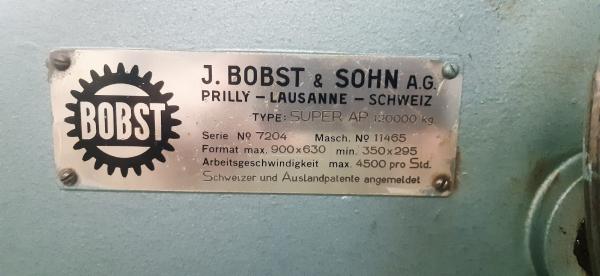 BOBST
J. BOBST & SOHN A.G.
PRILLY – LAUSANNE – SCHWEIZ
TYPE: SUPER AP 120000 kg
Serie Nº 7204 Masch. Nº 11465
Format max. 900x630 min. 350x295
Arbeitsgeschwindigkeit max. 4500 pro Std.
Schweizer und Auslandpatente angemeldet